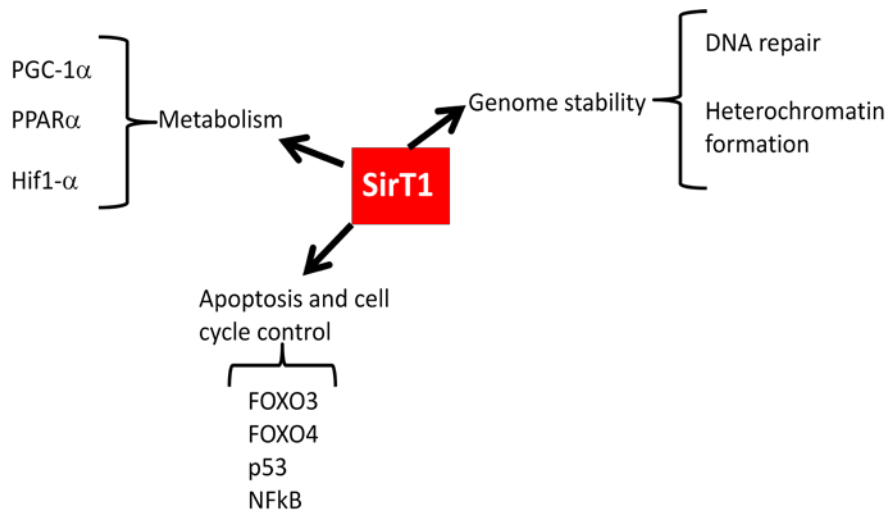 PGC-1α
PPARα
Hif1-α
Metabolism
SirT1
Genome stability
DNA repair
Heterochromatin
formation
Apoptosis and cell
cycle control
FOXO3
FOXO4
p53
NFkB